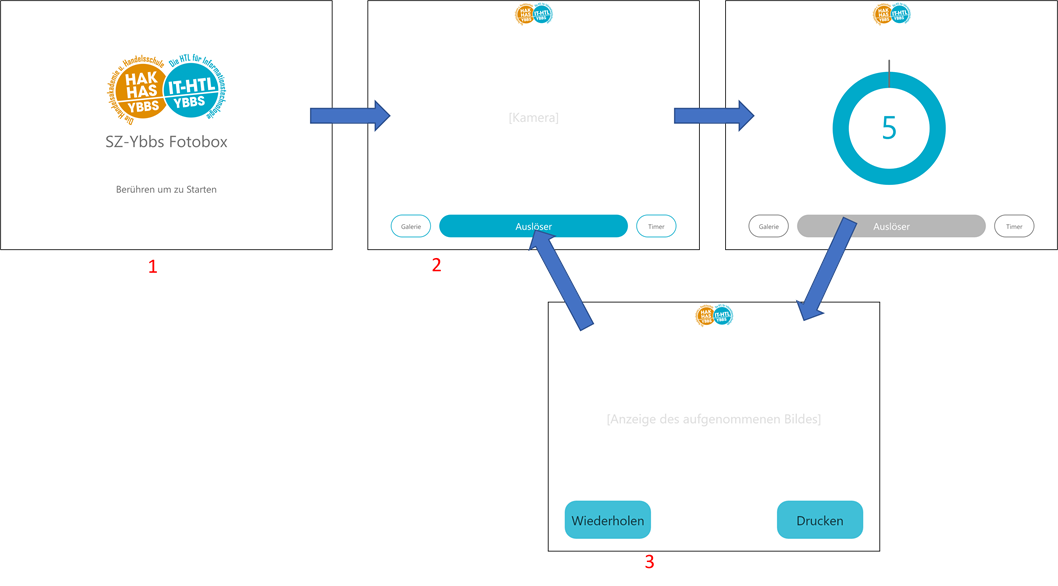 Die Handelsakademie u. Handelsschule
Die HTL für Informationstechnologie
HAK
HAS
YBBS
IT-HTL
YBBS
SZ-Ybbs Fotobox
Berühren um zu Starten
1
HAK
HAS
YBBS
IT-HTL
YBBS
[Kamera]
Galerie
Auslöser
Timer
2
HAK
HAS
YBBS
IT-HTL
YBBS
5
Galerie
Auslöser
Timer
HAK
HAS
YBBS
IT-HTL
YBBS
[Anzeige des aufgenommenen Bildes]
Wiederholen
Drucken
3